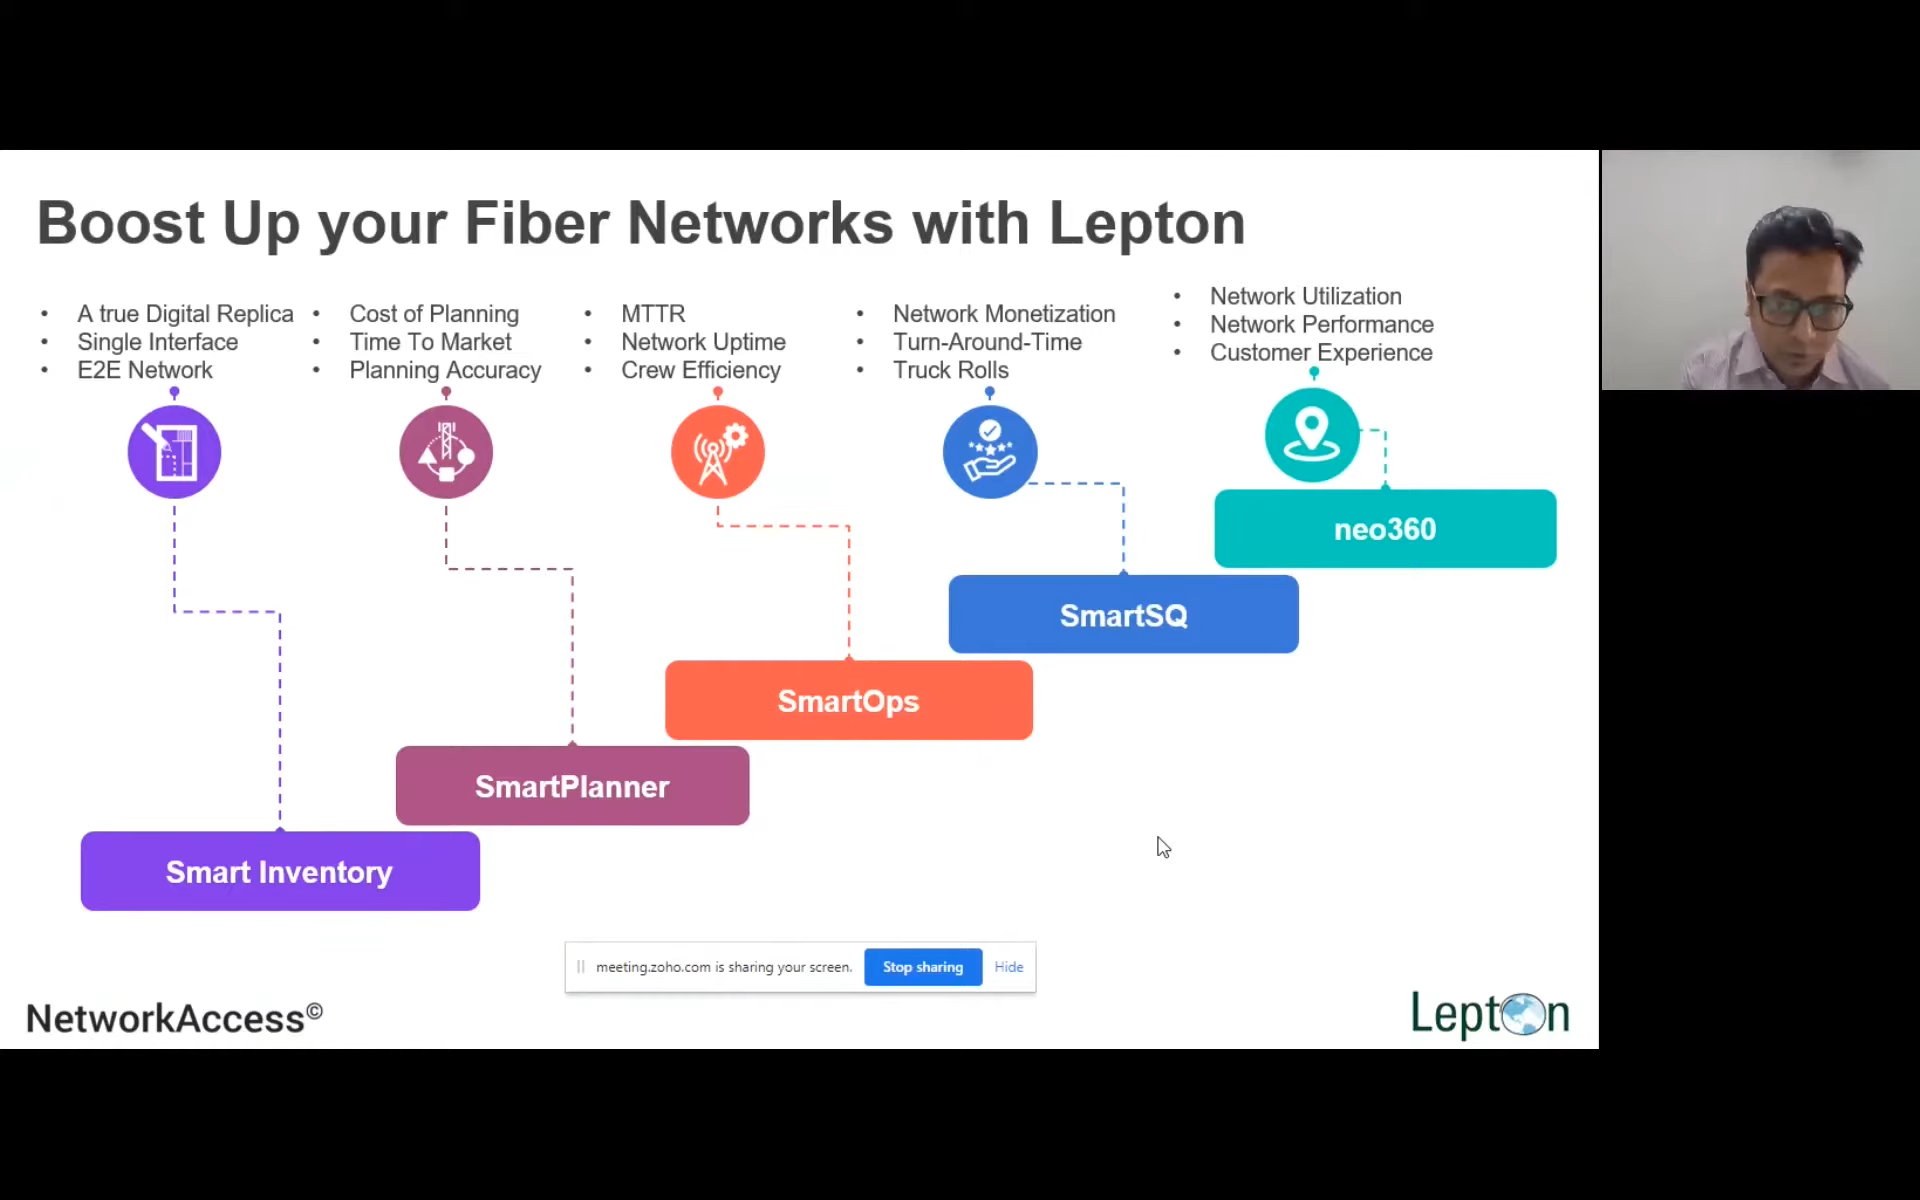 Boost Up your Fiber Networks with Lepton
• A true Digital Replica
• Single Interface
• E2E Network
• Cost of Planning
• Time To Market
• Planning Accuracy
• MTTR
• Network Uptime
• Crew Efficiency
• Network Monetization
• Turn-Around-Time
• Truck Rolls
• Network Utilization
• Network Performance
• Customer Experience
neo360
SmartSQ
SmartOps
SmartPlanner
Smart Inventory
meeting.zoho.com is sharing your screen. Stop sharing Hide
NetworkAccess©
Lepton